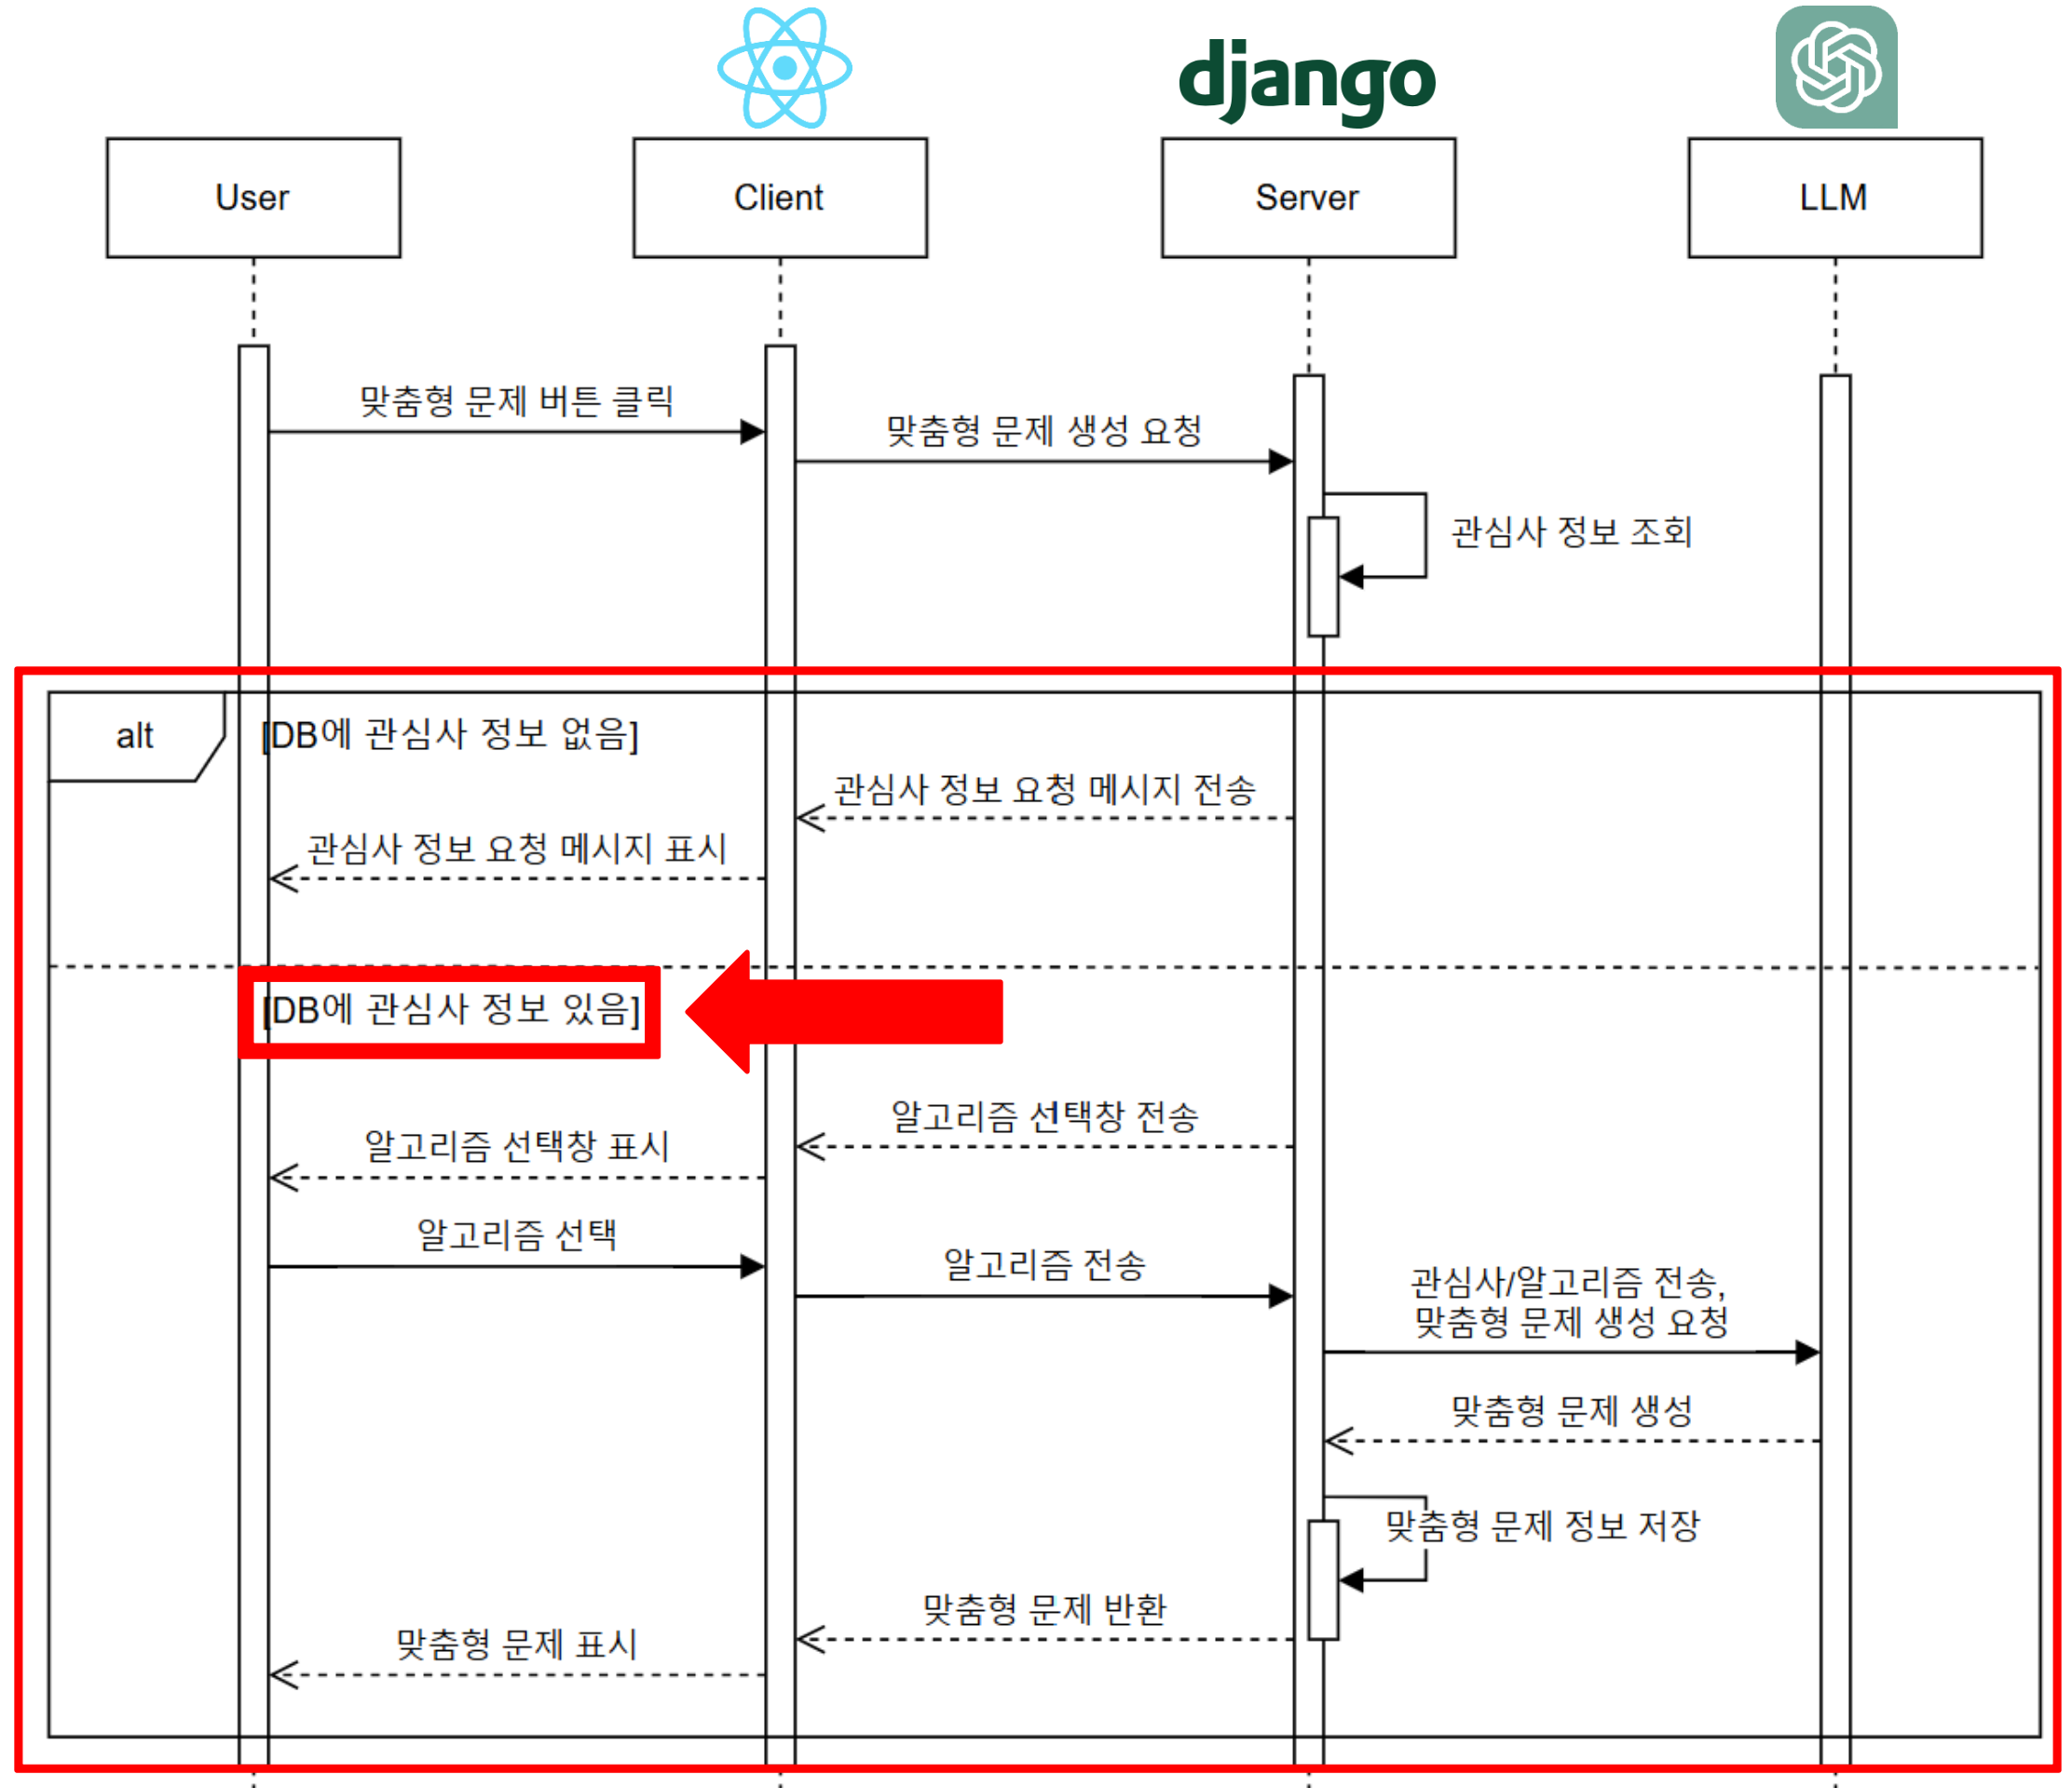 django
User
Client
Server
LLM
맞춤형 문제 버튼 클릭
맞춤형 문제 생성 요청
관심사 정보 조회
alt
[DB에 관심사 정보 없음]
관심사 정보 요청 메시지 전송
관심사 정보 요청 메시지 표시
[DB에 관심사 정보 있음]
알고리즘 선택창 전송
알고리즘 선택창 표시
알고리즘 선택
알고리즘 전송
관심사/알고리즘 전송,
맞춤형 문제 생성 요청
맞춤형 문제 생성
맞춤형 문제 정보 저장
맞춤형 문제 반환
맞춤형 문제 표시